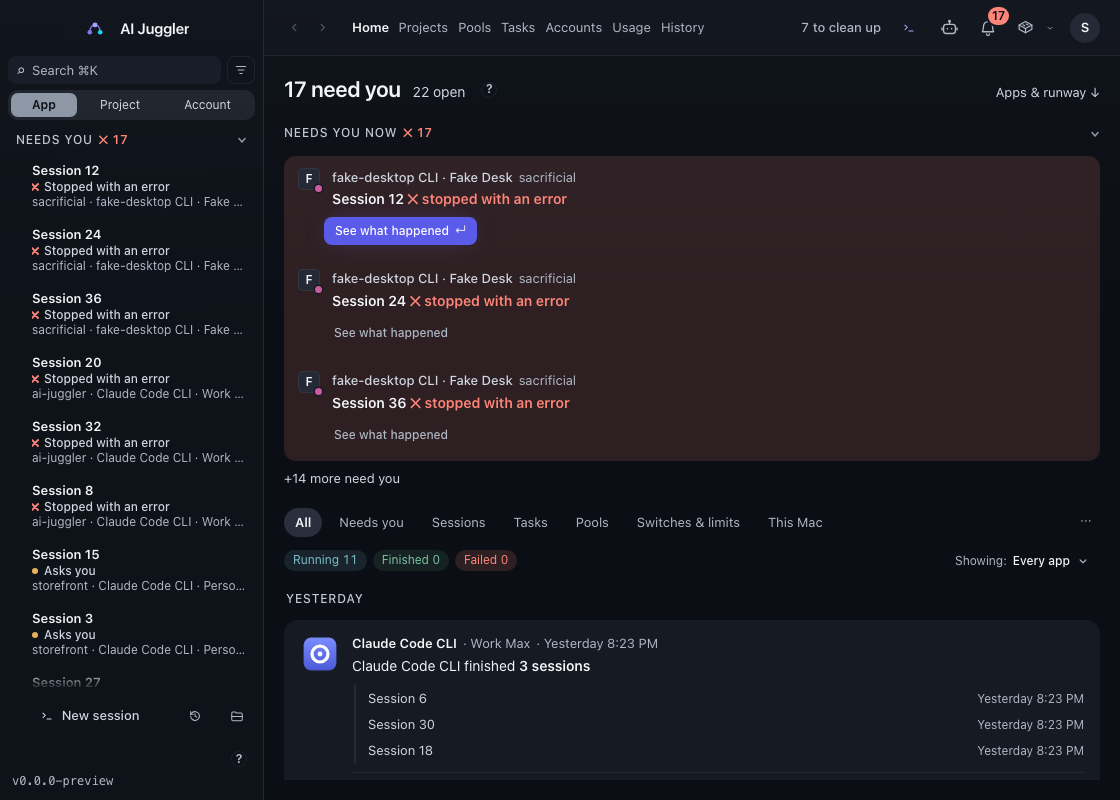 AI Juggler
Search ⌘K
App Project Account
NEEDS YOU ✕ 17
Session 12
✕ Stopped with an error
sacrificial · fake-desktop CLI · Fake ...
Session 24
✕ Stopped with an error
sacrificial · fake-desktop CLI · Fake ...
Session 36
✕ Stopped with an error
sacrificial · fake-desktop CLI · Fake ...
Session 20
✕ Stopped with an error
ai-juggler · Claude Code CLI · Work ...
Session 32
✕ Stopped with an error
ai-juggler · Claude Code CLI · Work ...
Session 8
✕ Stopped with an error
ai-juggler · Claude Code CLI · Work ...
Session 15
Asks you
storefront · Claude Code CLI · Perso...
Session 3
Asks you
storefront · Claude Code CLI · Perso...
Session 27
New session
?
v0.0.0-preview
Home Projects Pools Tasks Accounts Usage History
7 to clean up
17
S
17 need you 22 open ?
Apps & runway ↓
NEEDS YOU NOW ✕ 17
F
fake-desktop CLI · Fake Desk sacrificial
Session 12 ✕ stopped with an error
See what happened ↵
F
fake-desktop CLI · Fake Desk sacrificial
Session 24 ✕ stopped with an error
See what happened
F
fake-desktop CLI · Fake Desk sacrificial
Session 36 ✕ stopped with an error
See what happened
+14 more need you
All Needs you Sessions Tasks Pools Switches & limits This Mac ...
Running 11 Finished 0 Failed 0
Showing: Every app
YESTERDAY
Claude Code CLI · Work Max · Yesterday 8:23 PM
Claude Code CLI finished 3 sessions
Session 6 Yesterday 8:23 PM
Session 30 Yesterday 8:23 PM
Session 18 Yesterday 8:23 PM